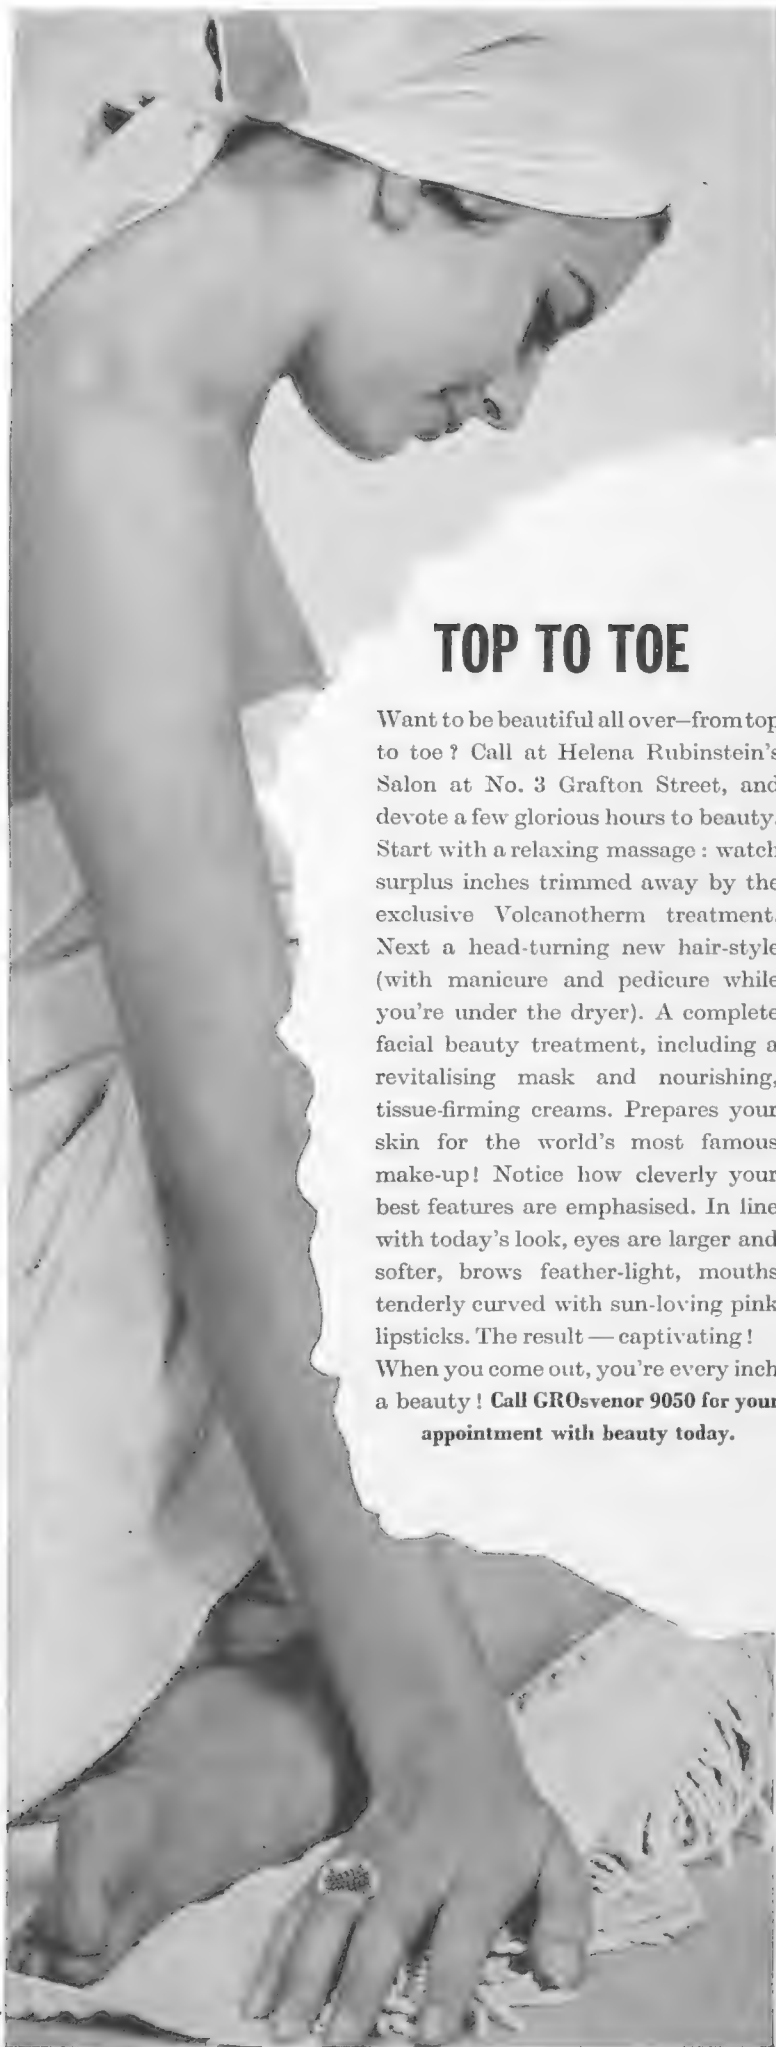 TOP TO TOE
Want to be beautiful all over—from top
to toe? Call at Helena Rubinstein's
Salon at No. 3 Grafton Street, and
devote a few glorious hours to beauty.
Start with a relaxing massage: watch
surplus inches trimmed away by the
exclusive Volcanotherm treatment.
Next a head-turning new hair-style
(with manicure and pedicure while
you're under the dryer). A complete
facial beauty treatment, including a
revitalising mask and nourishing,
tissue-firming creams. Prepares your
skin for the world's most famous
make-up! Notice how cleverly your
best features are emphasised. In line
with today's look, eyes are larger and
softer, brows feather-light, mouths
tenderly curved with sun-loving pink
lipsticks. The result — captivating!
When you come out, you're every inch
a beauty! Call GROsvenor 9050 for your
appointment with beauty today.